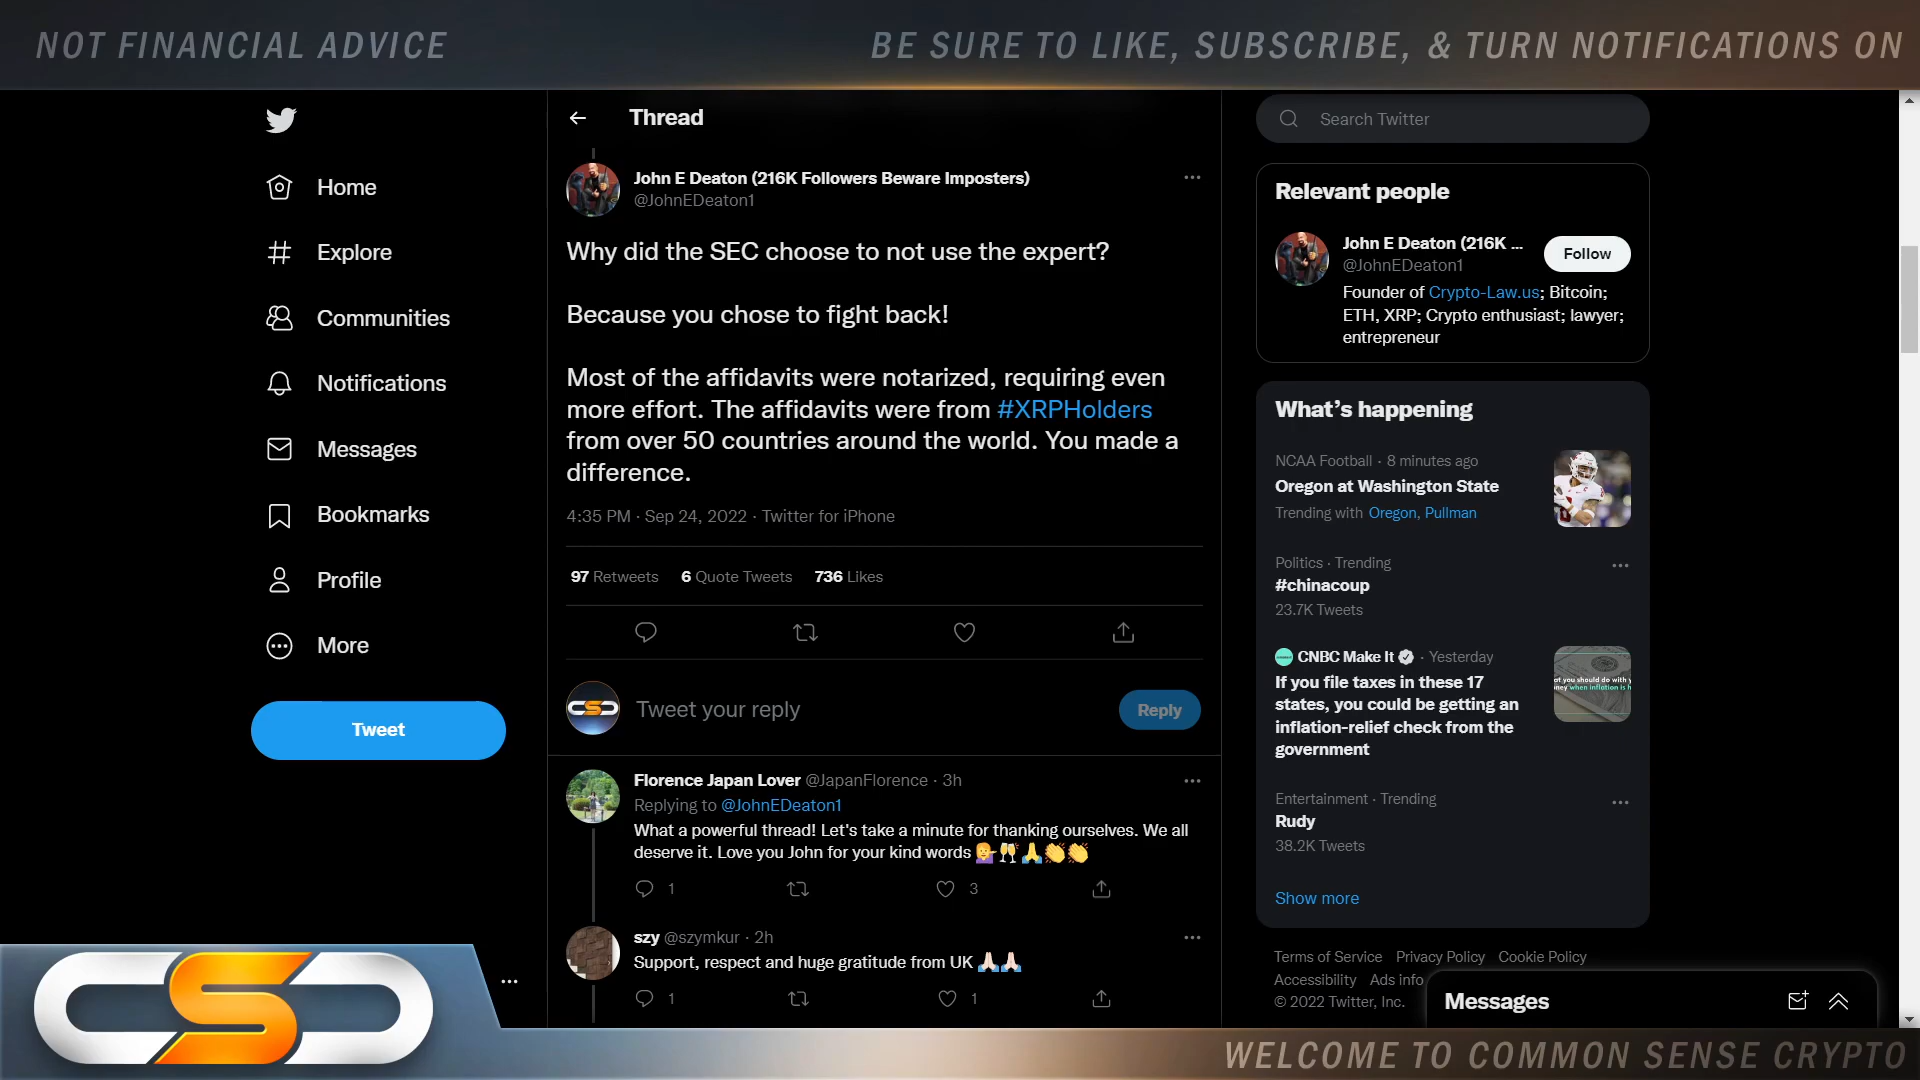 NOT FINANCIAL ADVICE
BE SURE TO LIKE, SUBSCRIBE, & TURN NOTIFICATIONS ON
Home
Explore
Communities
Notifications
Messages
Bookmarks
Profile
More
Tweet
Thread
John E Deaton (216K Followers Beware Imposters)
@JohnEDeaton1
Why did the SEC choose to not use the expert?
Because you chose to fight back!
Most of the affidavits were notarized, requiring even
more effort. The affidavits were from #XRPHolders
from over 50 countries around the world. You made a
difference.
4:35 PM · Sep 24, 2022 · Twitter for iPhone
97 Retweets 6 Quote Tweets 736 Likes
Tweet your reply
Reply
Florence Japan Lover @JapanFlorence · 3h
Replying to @JohnEDeaton1
What a powerful thread! Let's take a minute for thanking ourselves. We all
deserve it. Love you John for your kind words 💁‍♀️🥂🙏👏👏
1 3
szy @szymkur · 2h
Support, respect and huge gratitude from UK 🙏🏻🙏🏻
1 1
Search Twitter
Relevant people
John E Deaton (216K ...
@JohnEDeaton1
Follow
Founder of Crypto-Law.us; Bitcoin;
ETH, XRP; Crypto enthusiast; lawyer;
entrepreneur
What's happening
NCAA Football · 8 minutes ago
Oregon at Washington State
Trending with Oregon, Pullman
Politics · Trending
#chinacoup
23.7K Tweets
CNBC Make It · Yesterday
If you file taxes in these 17
states, you could be getting an
inflation-relief check from the
government
Entertainment · Trending
Rudy
38.2K Tweets
Show more
Terms of Service Privacy Policy Cookie Policy
Accessibility Ads info
© 2022 Twitter, Inc.
Messages
CSC
WELCOME TO COMMON SENSE CRYPTO